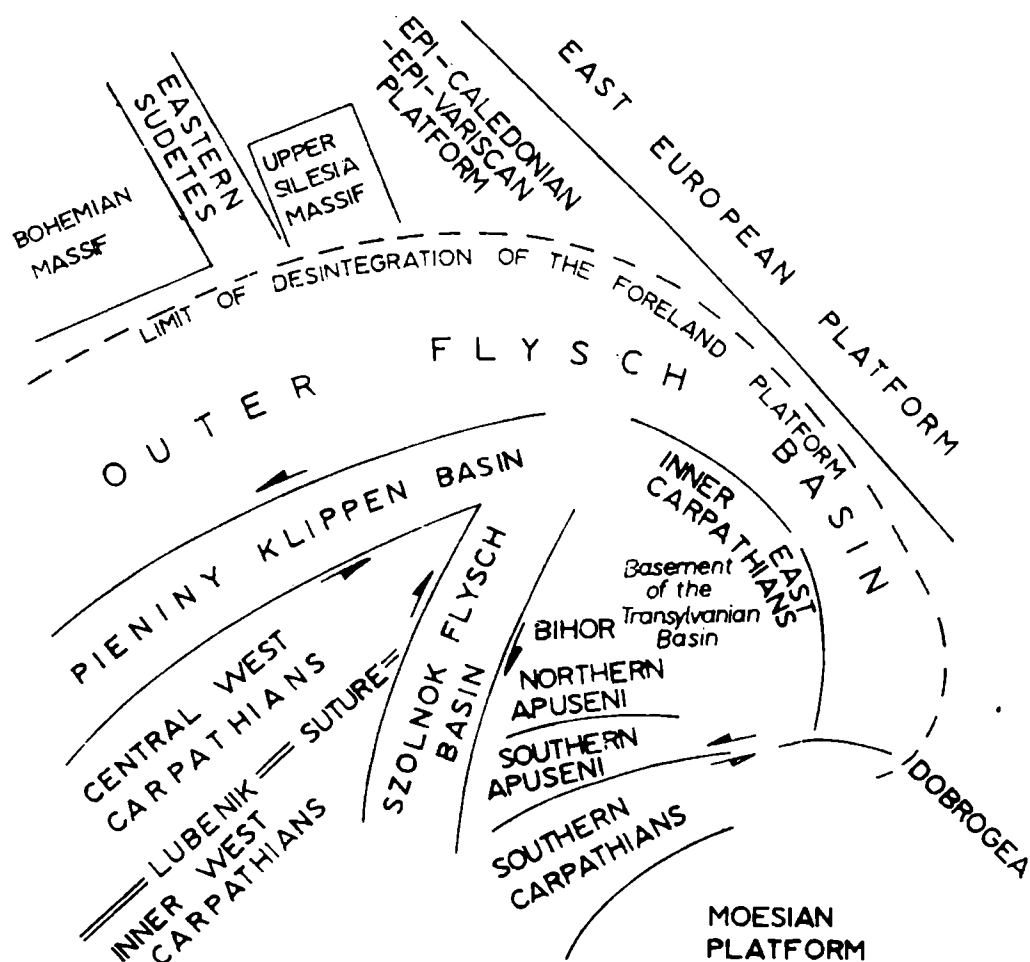 EPI-CALEDONIAN
-EPI-VARISCAN
PLATFORM
EAST EUROPEAN PLATFORM
EASTERN
SUDETES
UPPER
SILESIA
MASSIF
BOHEMIAN
MASSIF
LIMIT OF DESINTEGRATION OF THE FORELAND PLATFORM
OUTER FLYSCH BASIN
PIENINY KLIPPEN BASIN
INNER
CARPATHIANS
EAST
Basement
of the
Transylvanian
Basin
SZOLNOK FLYSCH
BASIN
BIHOR
NORTHERN
APUSENI
SOUTHERN
APUSENI
CENTRAL WEST
CARPATHIANS
LUBENIK SUTURE
INNER WEST
CARPATHIANS
SOUTHERN
CARPATHIANS
DOBROGEA
MOESIAN
PLATFORM